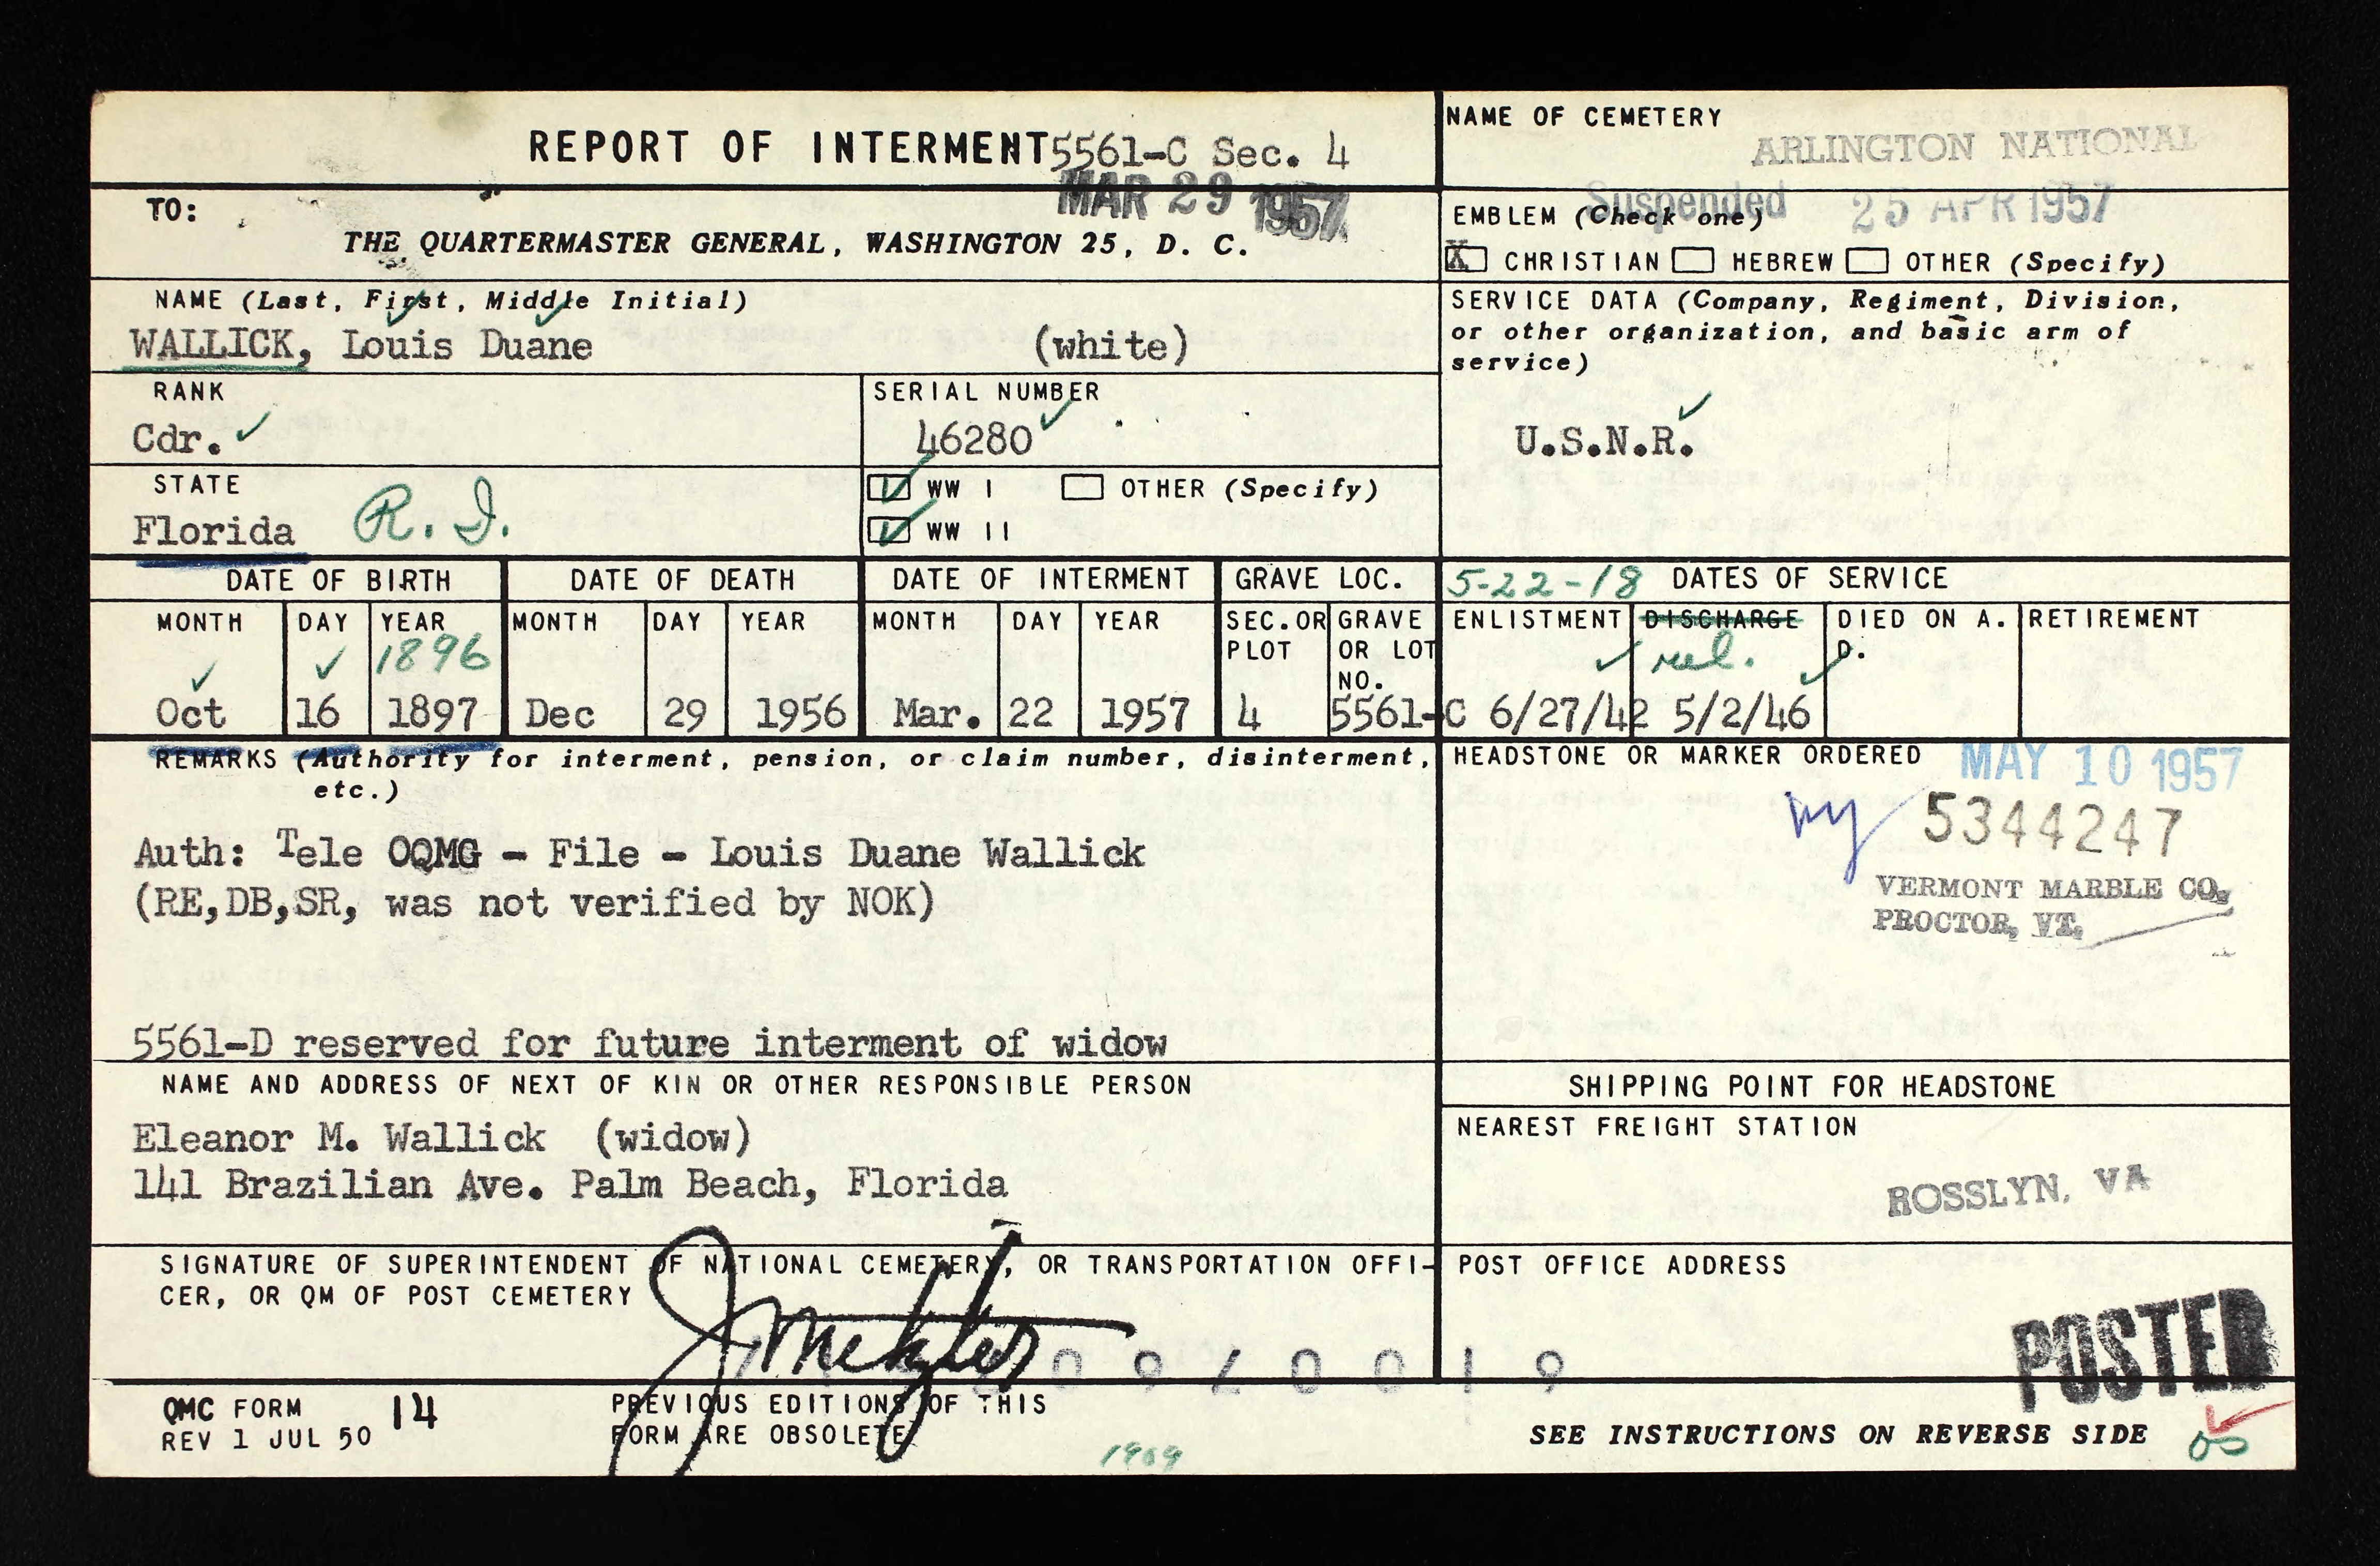 REPORT OF INTERMENT 5561-C Sec. 4
MAR 29 1957
NAME OF CEMETERY
ARLINGTON NATIONAL
TO:
THE QUARTERMASTER GENERAL, WASHINGTON 25, D. C.
Suspended 25 APR 1957
EMBLEM (Check one)
X CHRISTIAN HEBREW OTHER (Specify)
NAME (Last, First, Middle Initial)
WALLICK, Louis Duane (white)
SERVICE DATA (Company, Regiment, Division,
or other organization, and basic arm of
service)
U.S.N.R.
RANK
Cdr.
SERIAL NUMBER
46280
STATE
Florida R. I.
WW I OTHER (Specify)
WW II
DATE OF BIRTH DATE OF DEATH DATE OF INTERMENT GRAVE LOC. 5-22-18 DATES OF SERVICE
MONTH DAY YEAR MONTH DAY YEAR MONTH DAY YEAR SEC. OR PLOT GRAVE OR LOT NO. ENLISTMENT DISCHARGE DIED ON A. D. RETIREMENT
1896 rel.
Oct 16 1897 Dec 29 1956 Mar. 22 1957 4 5561-C 6/27/42 5/2/46
REMARKS (Authority for interment, pension, or claim number, disinterment,
etc.)
Auth: Tele OQMG - File - Louis Duane Wallick
(RE,DB,SR, was not verified by NOK)
5561-D reserved for future interment of widow
HEADSTONE OR MARKER ORDERED MAY 10 1957
5344247
VERMONT MARBLE CO.
PROCTOR, VT.
NAME AND ADDRESS OF NEXT OF KIN OR OTHER RESPONSIBLE PERSON
Eleanor M. Wallick (widow)
141 Brazilian Ave. Palm Beach, Florida
SHIPPING POINT FOR HEADSTONE
NEAREST FREIGHT STATION
ROSSLYN, VA
SIGNATURE OF SUPERINTENDENT OF NATIONAL CEMETERY, OR TRANSPORTATION OFFI-
CER, OR QM OF POST CEMETERY
J Metzler
POST OFFICE ADDRESS
POSTED
QMC FORM 14
REV 1 JUL 50
PREVIOUS EDITIONS OF THIS
FORM ARE OBSOLETE
1969
SEE INSTRUCTIONS ON REVERSE SIDE